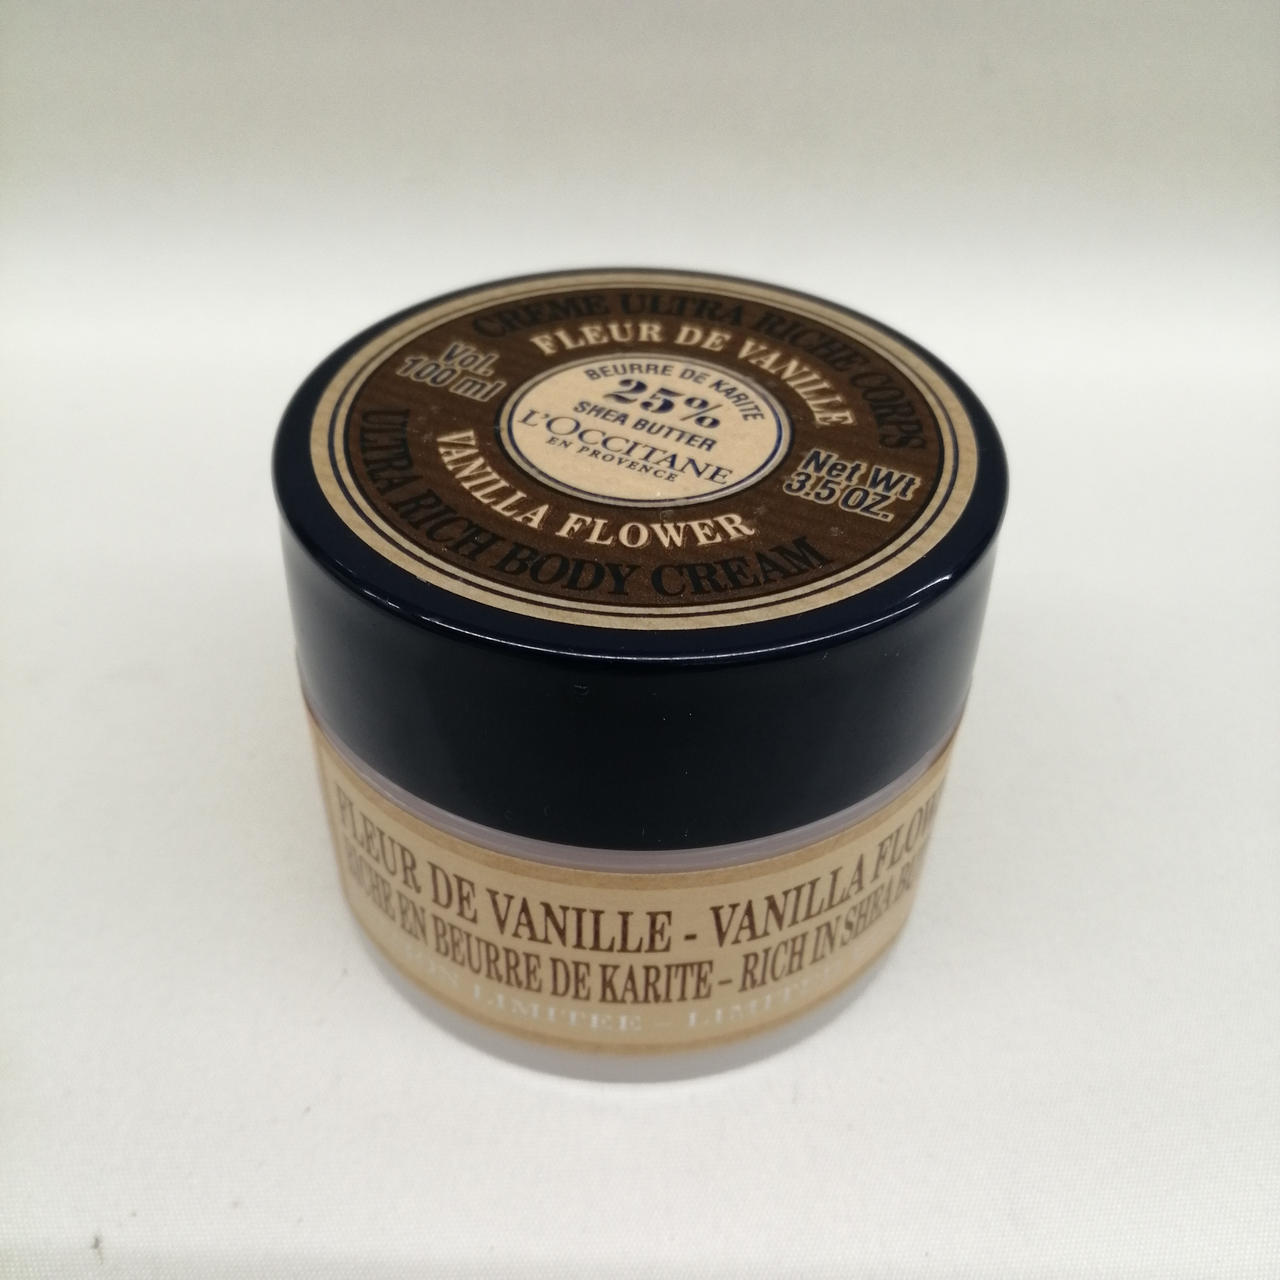 CREME ULTRA RICHE CORPS
FLEUR DE VANILLE
Vol.
100 ml
BEURRE DE KARITE
25%
SHEA BUTTER
L'OCCITANE
EN PROVENCE
Net Wt
3.5 OZ.
VANILLA FLOWER
ULTRA RICH BODY CREAM
FLEUR DE VANILLE - VANILLA
RICHE EN BEURRE DE KARITE - RICH IN SHEA
LIMITEE -